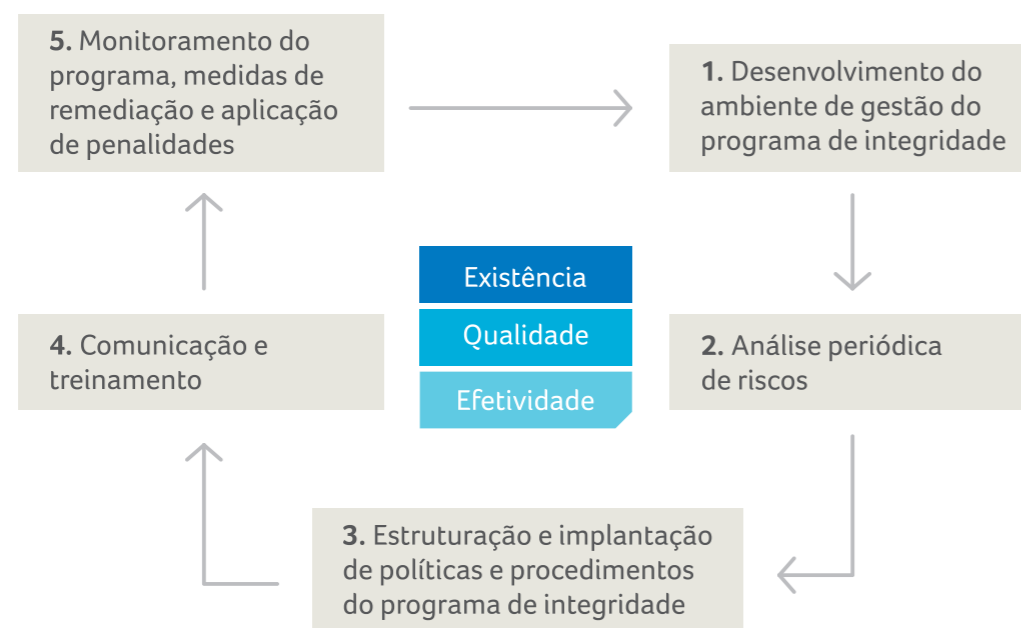 5. Monitoramento do
programa, medidas de
remediação e aplicação
de penalidades
1. Desenvolvimento do
ambiente de gestão do
programa de integridade
Existência
Qualidade
Efetividade
4. Comunicação e
treinamento
2. Análise periódica
de riscos
3. Estruturação e implantação
de políticas e procedimentos
do programa de integridade